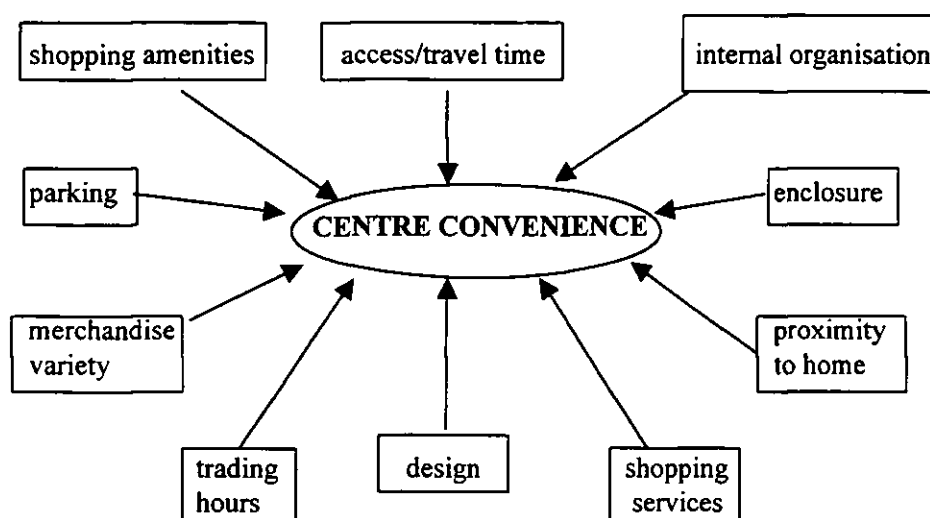 shopping amenities
access/travel time
internal organisation
parking
enclosure
CENTRE CONVENIENCE
merchandise
variety
proximity
to home
trading
hours
design
shopping
services